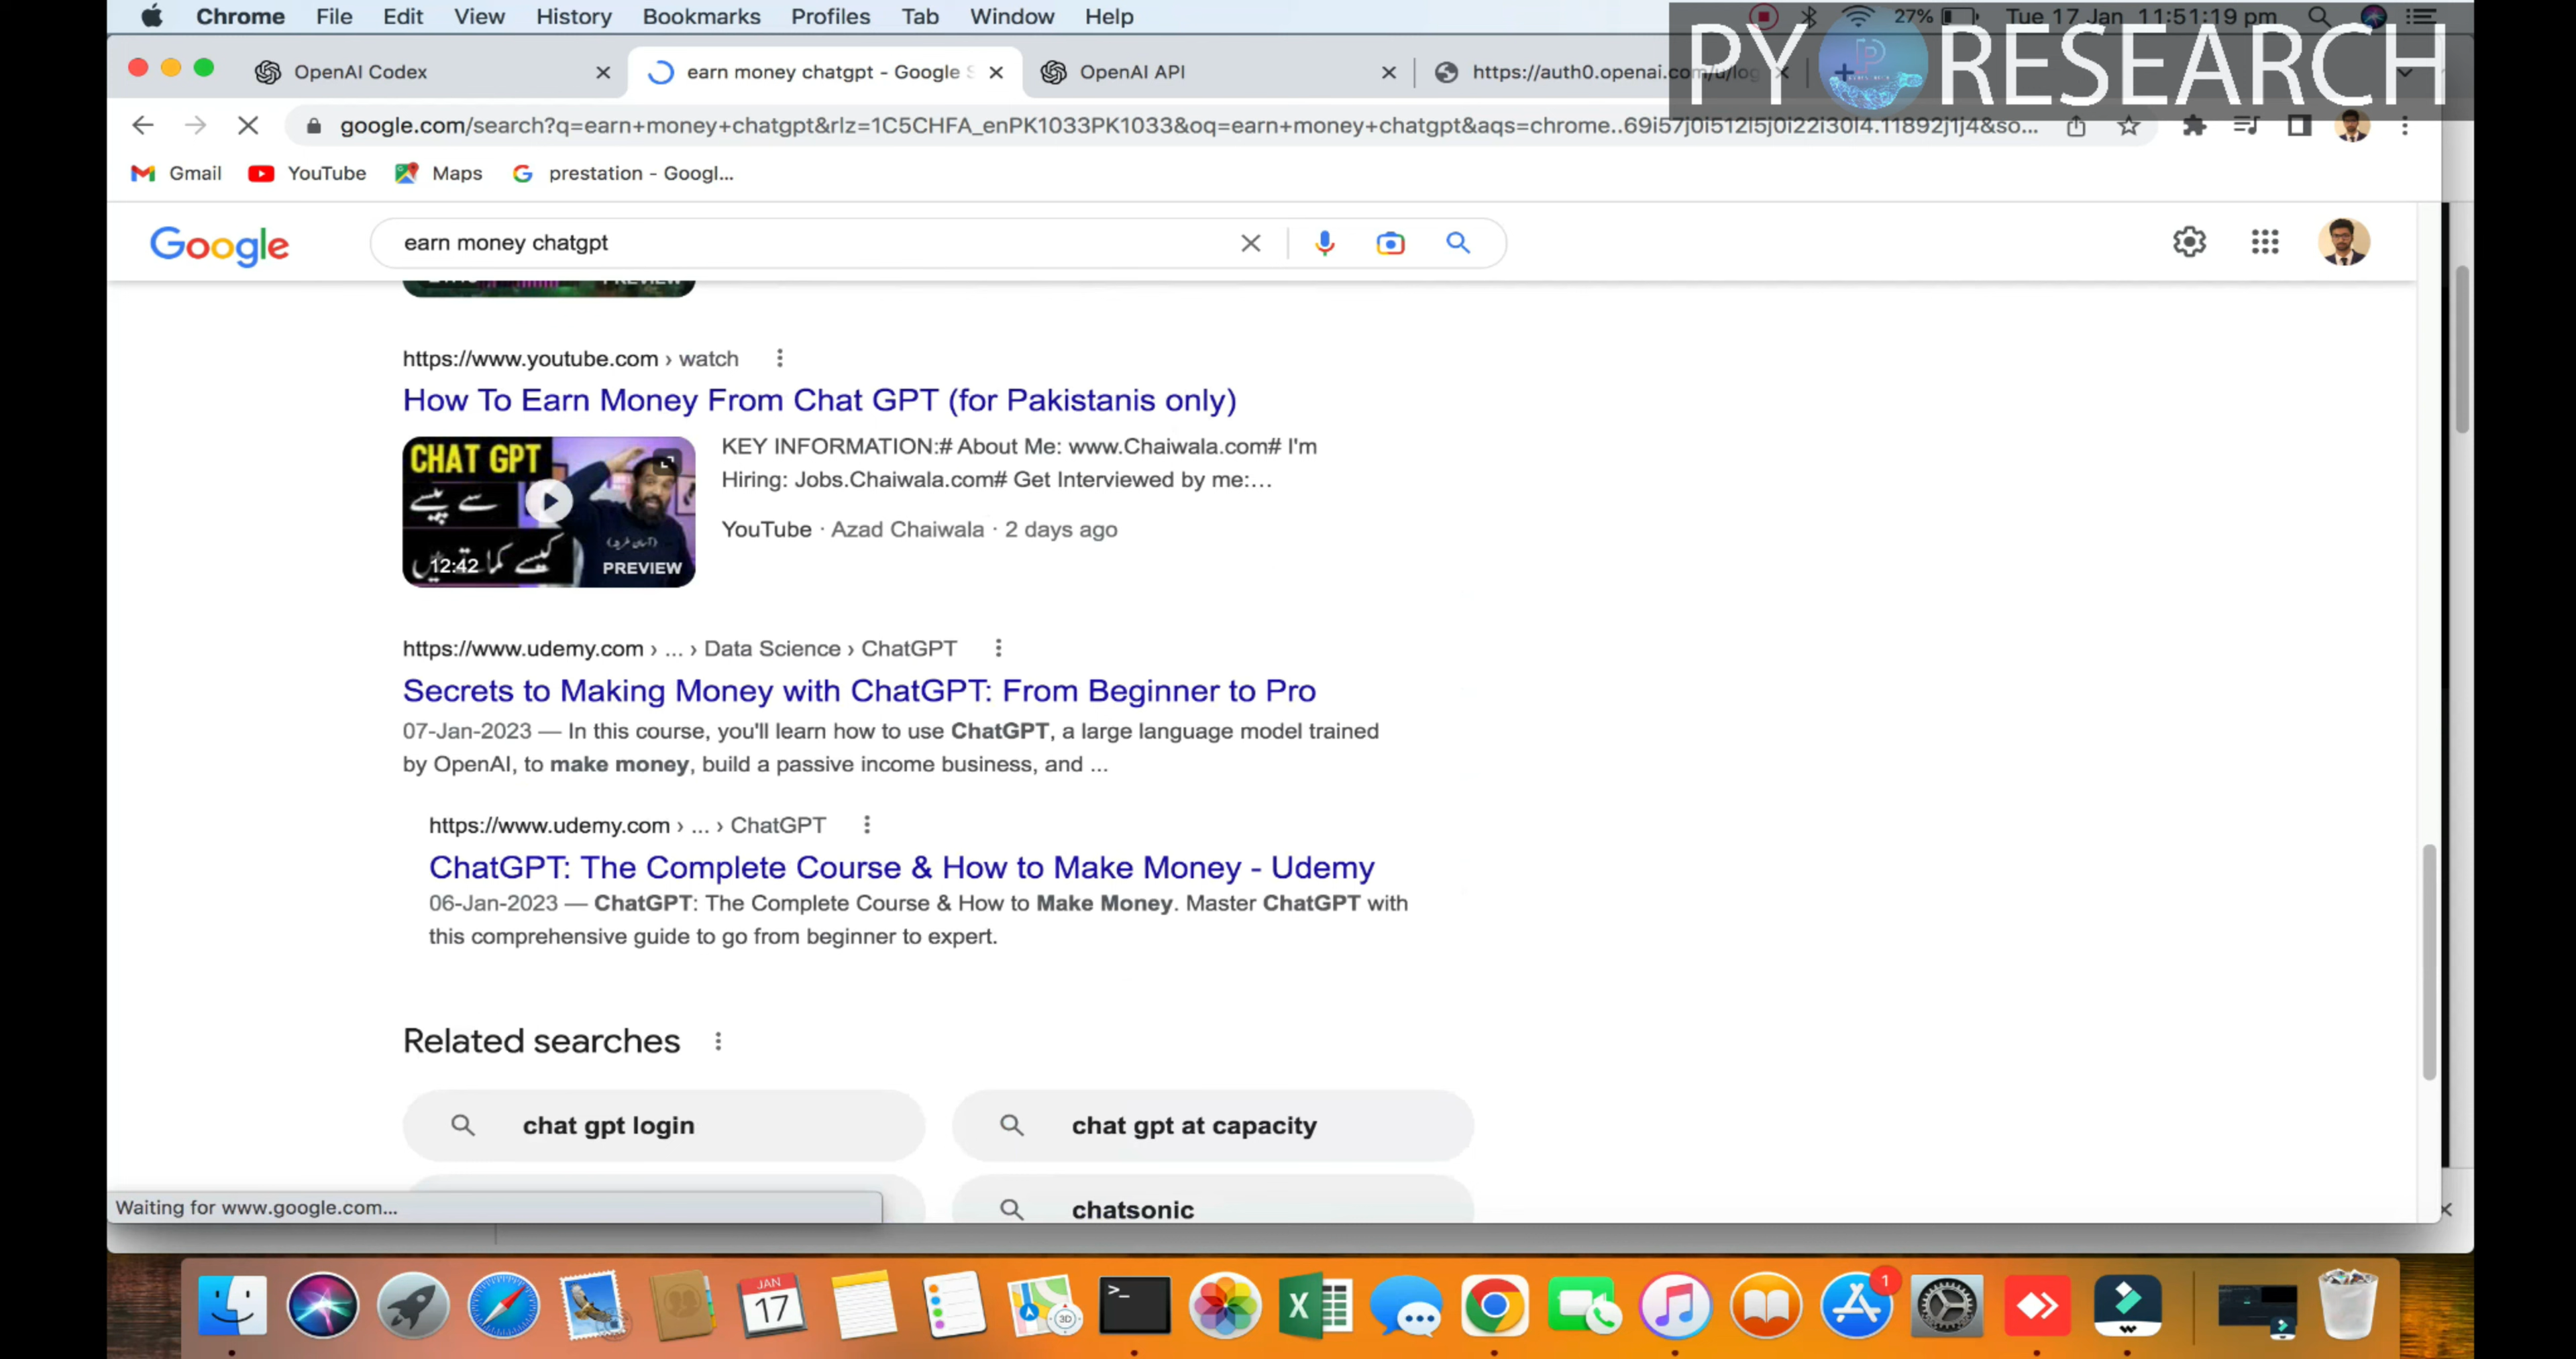 Chrome File Edit View History Bookmarks Profiles Tab Window Help 27% Tue 17 Jan 11:51:19 pm
PY RESEARCH
OpenAI Codex earn money chatgpt - Google S OpenAI API https://auth0.openai.com/u/log
google.com/search?q=earn+money+chatgpt&rlz=1C5CHFA_enPK1033PK1033&oq=earn+money+chatgpt&aqs=chrome..69i57j0i512l5j0i22i30l4.11892j1j4&so...
Gmail YouTube Maps prestation - Googl...
Google earn money chatgpt
https://www.youtube.com › watch
How To Earn Money From Chat GPT (for Pakistanis only)
CHAT GPT
سے پیسے
کیسے کمائیں
12:42 PREVIEW
KEY INFORMATION:# About Me: www.Chaiwala.com# I'm
Hiring: Jobs.Chaiwala.com# Get Interviewed by me:...
YouTube · Azad Chaiwala · 2 days ago
https://www.udemy.com › ... › Data Science › ChatGPT
Secrets to Making Money with ChatGPT: From Beginner to Pro
07-Jan-2023 — In this course, you'll learn how to use ChatGPT, a large language model trained
by OpenAI, to make money, build a passive income business, and ...
https://www.udemy.com › ... › ChatGPT
ChatGPT: The Complete Course & How to Make Money - Udemy
06-Jan-2023 — ChatGPT: The Complete Course & How to Make Money. Master ChatGPT with
this comprehensive guide to go from beginner to expert.
Related searches
chat gpt login chat gpt at capacity
chatsonic
Waiting for www.google.com...
JAN
17
3D
1